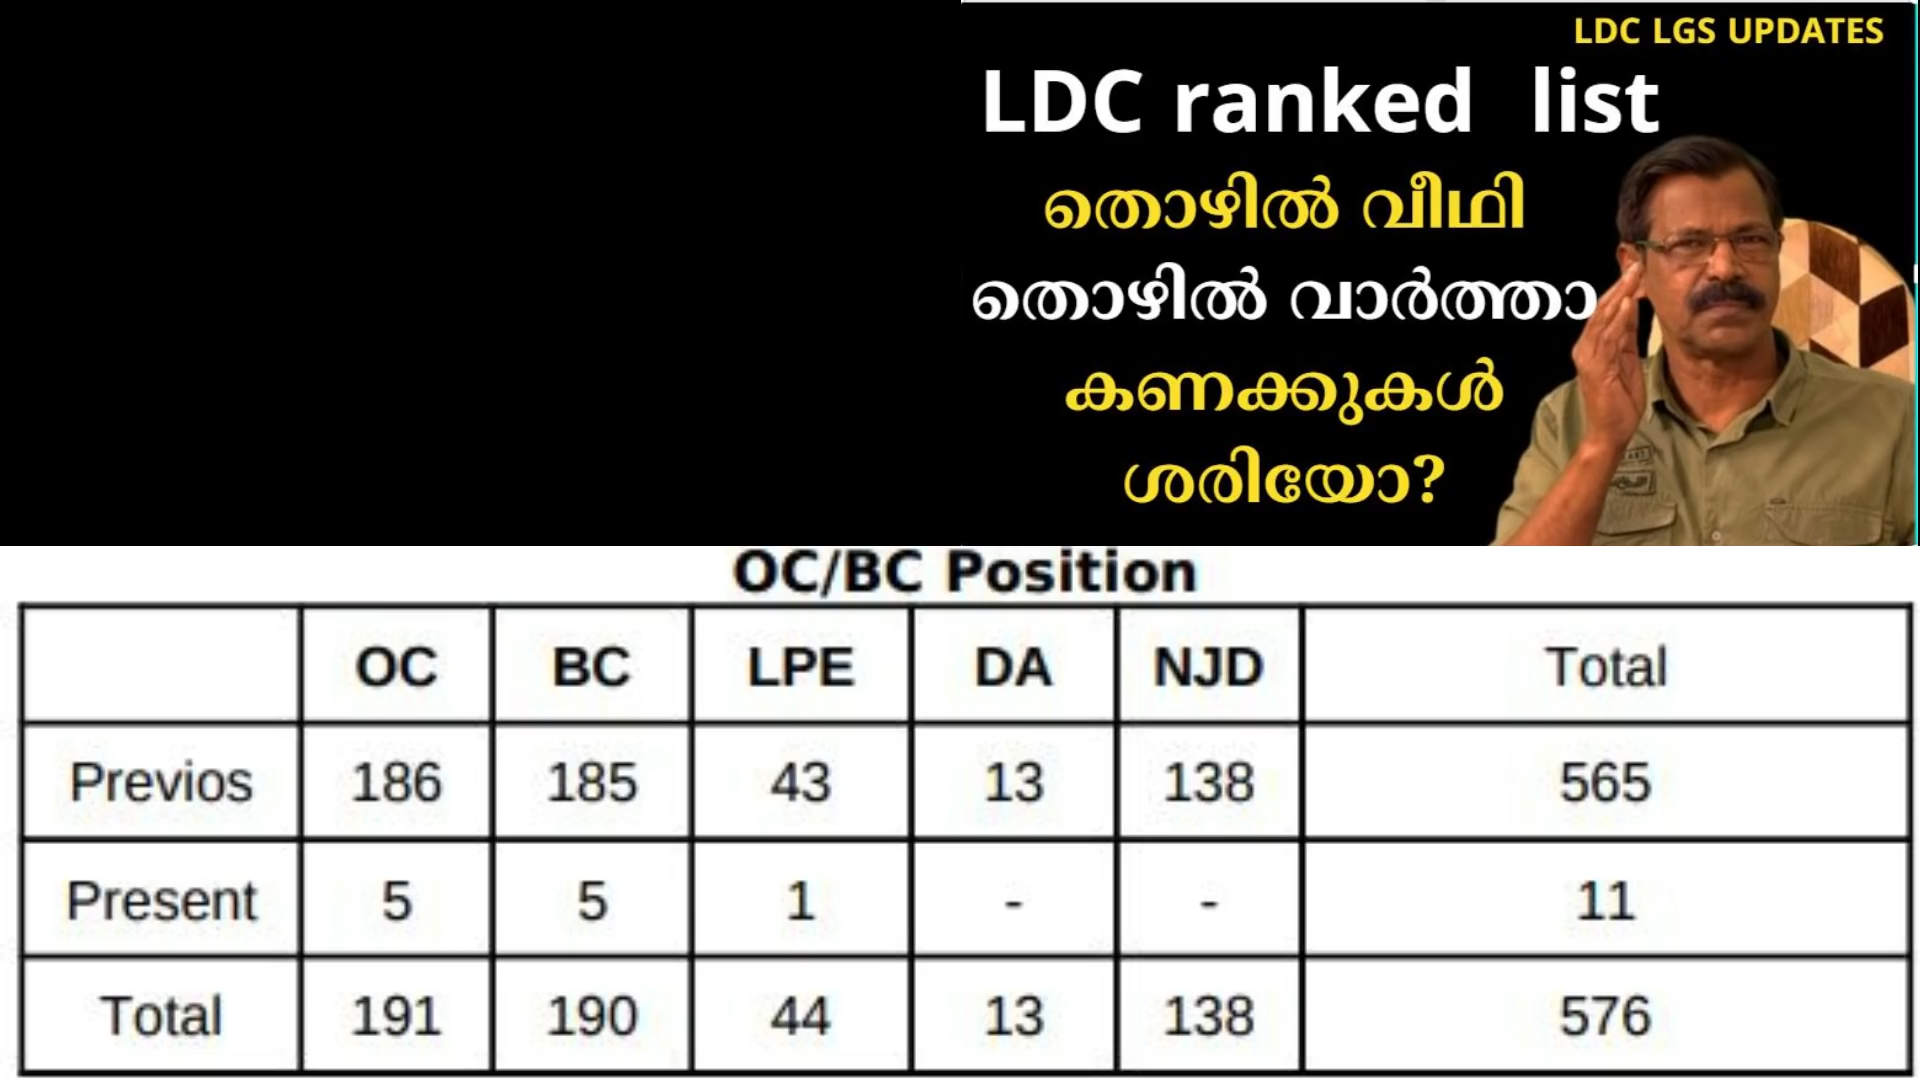 LDC LGS UPDATES
LDC ranked list
തൊഴിൽ വീഥി
തൊഴിൽ വാർത്താ
കണക്കുകൾ
ശരിയോ?
OC/BC Position
OC BC LPE DA NJD Total
Previos 186 185 43 13 138 565
Present 5 5 1 - - 11
Total 191 190 44 13 138 576